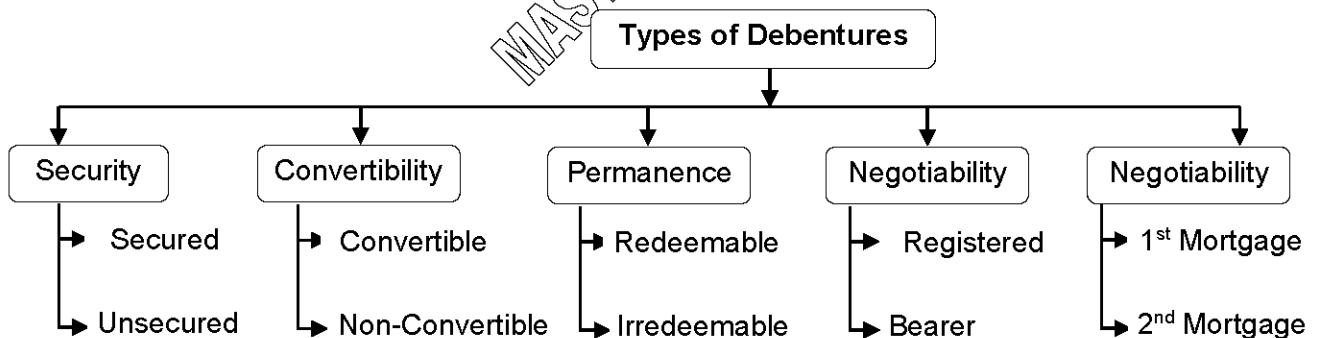 MAS
Types of Debentures
Security Convertibility Permanence Negotiability Negotiability
Secured Convertible Redeemable Registered 1st Mortgage
Unsecured Non-Convertible Irredeemable Bearer 2nd Mortgage